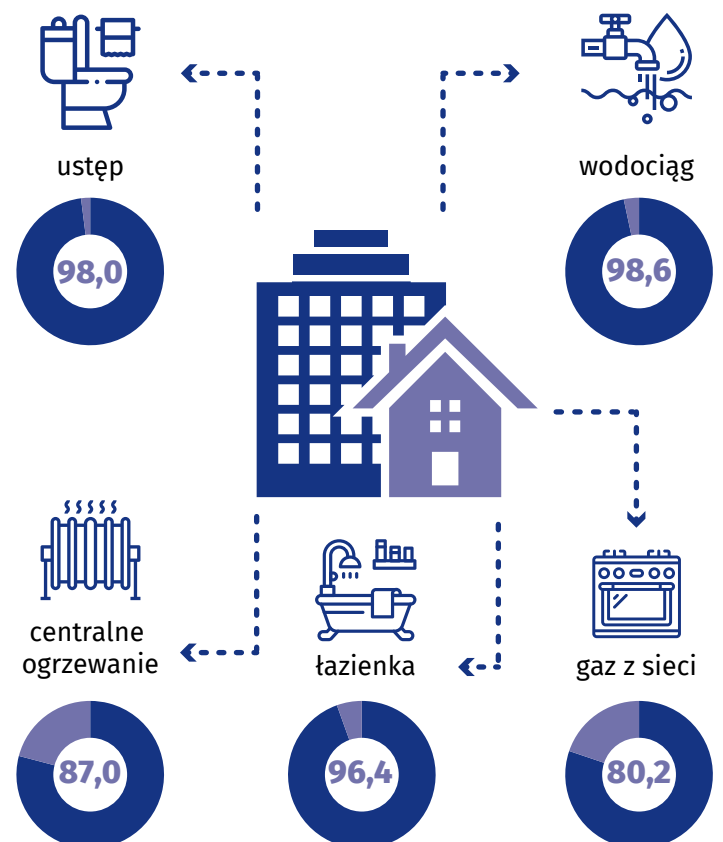 ustęp
98,0
wodociąg
98,6
centralne
ogrzewanie
87,0
łazienka
96,4
gaz z sieci
80,2